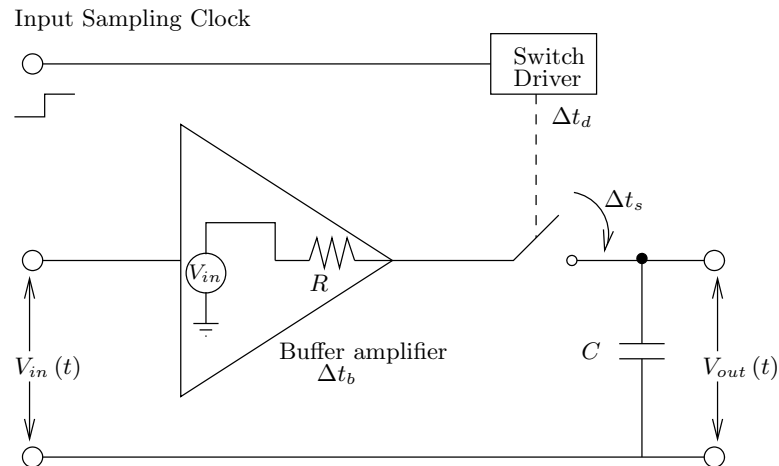 Input Sampling Clock
Switch
Driver
Δt_d
Δt_s
V_in
R
Buffer amplifier
Δt_b
V_in (t)
C
V_out (t)